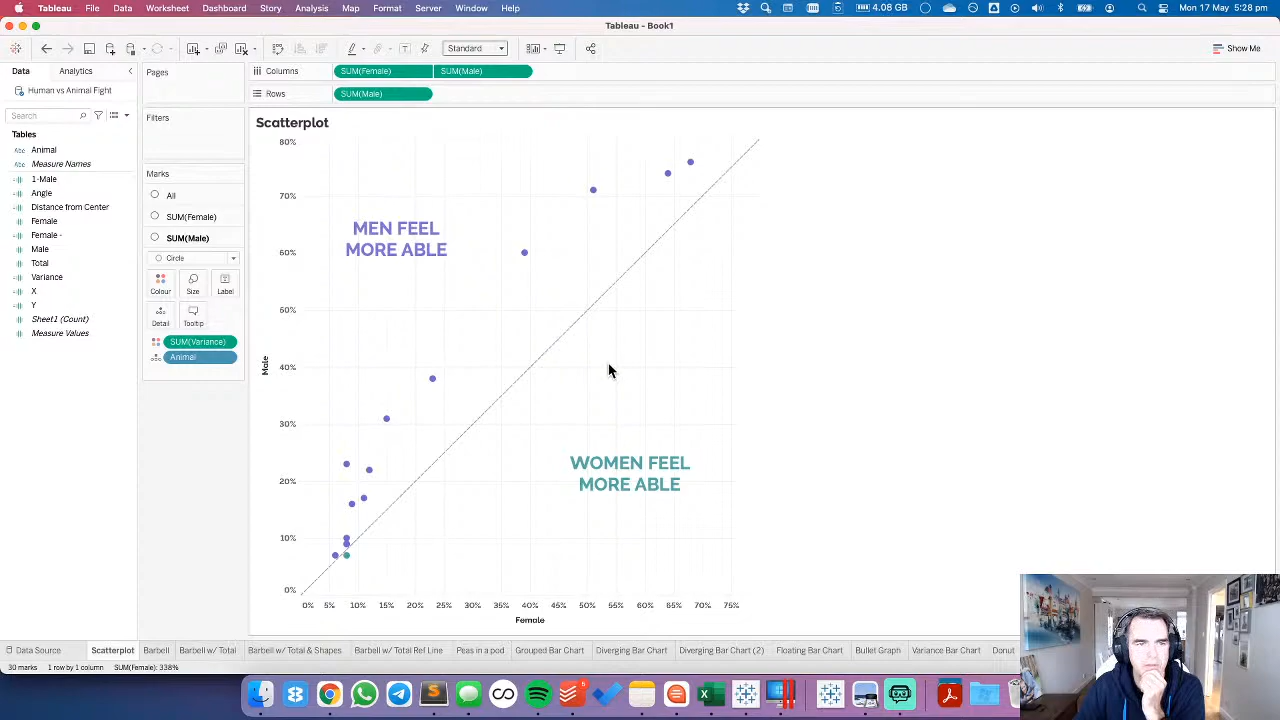 Tableau File Data Worksheet Dashboard Story Analysis Map Format Server Window Help 4.08 GB Mon 17 May 5:28 pm
Tableau - Book1
Standard Show Me
Data Analytics Pages Columns SUM(Female) SUM(Male)
Human vs Animal Fight Rows SUM(Male)
Search Filters
Scatterplot
Tables
Animal
Measure Names
1-Male
Angle
Distance from Center
Female
Female -
Male
Total
Variance
X
Y
Sheet1 (Count)
Measure Values
Marks
All
SUM(Female)
SUM(Male)
Circle
Colour Size Label
Detail Tooltip
SUM(Variance)
Animal
80%
70%
60%
50%
40%
30%
20%
10%
0%
Male
MEN FEEL
MORE ABLE
WOMEN FEEL
MORE ABLE
0% 5% 10% 15% 20% 25% 30% 35% 40% 45% 50% 55% 60% 65% 70% 75%
Female
Data Source Scatterplot Barbell Barbell w/ Total Barbell w/ Total & Shapes Barbell w/ Total Ref Line Peas in a pod Grouped Bar Chart Diverging Bar Chart Diverging Bar Chart (2) Floating Bar Chart Bullet Graph Variance Bar Chart Donut
30 marks 1 row by 1 column SUM(Female): 338%